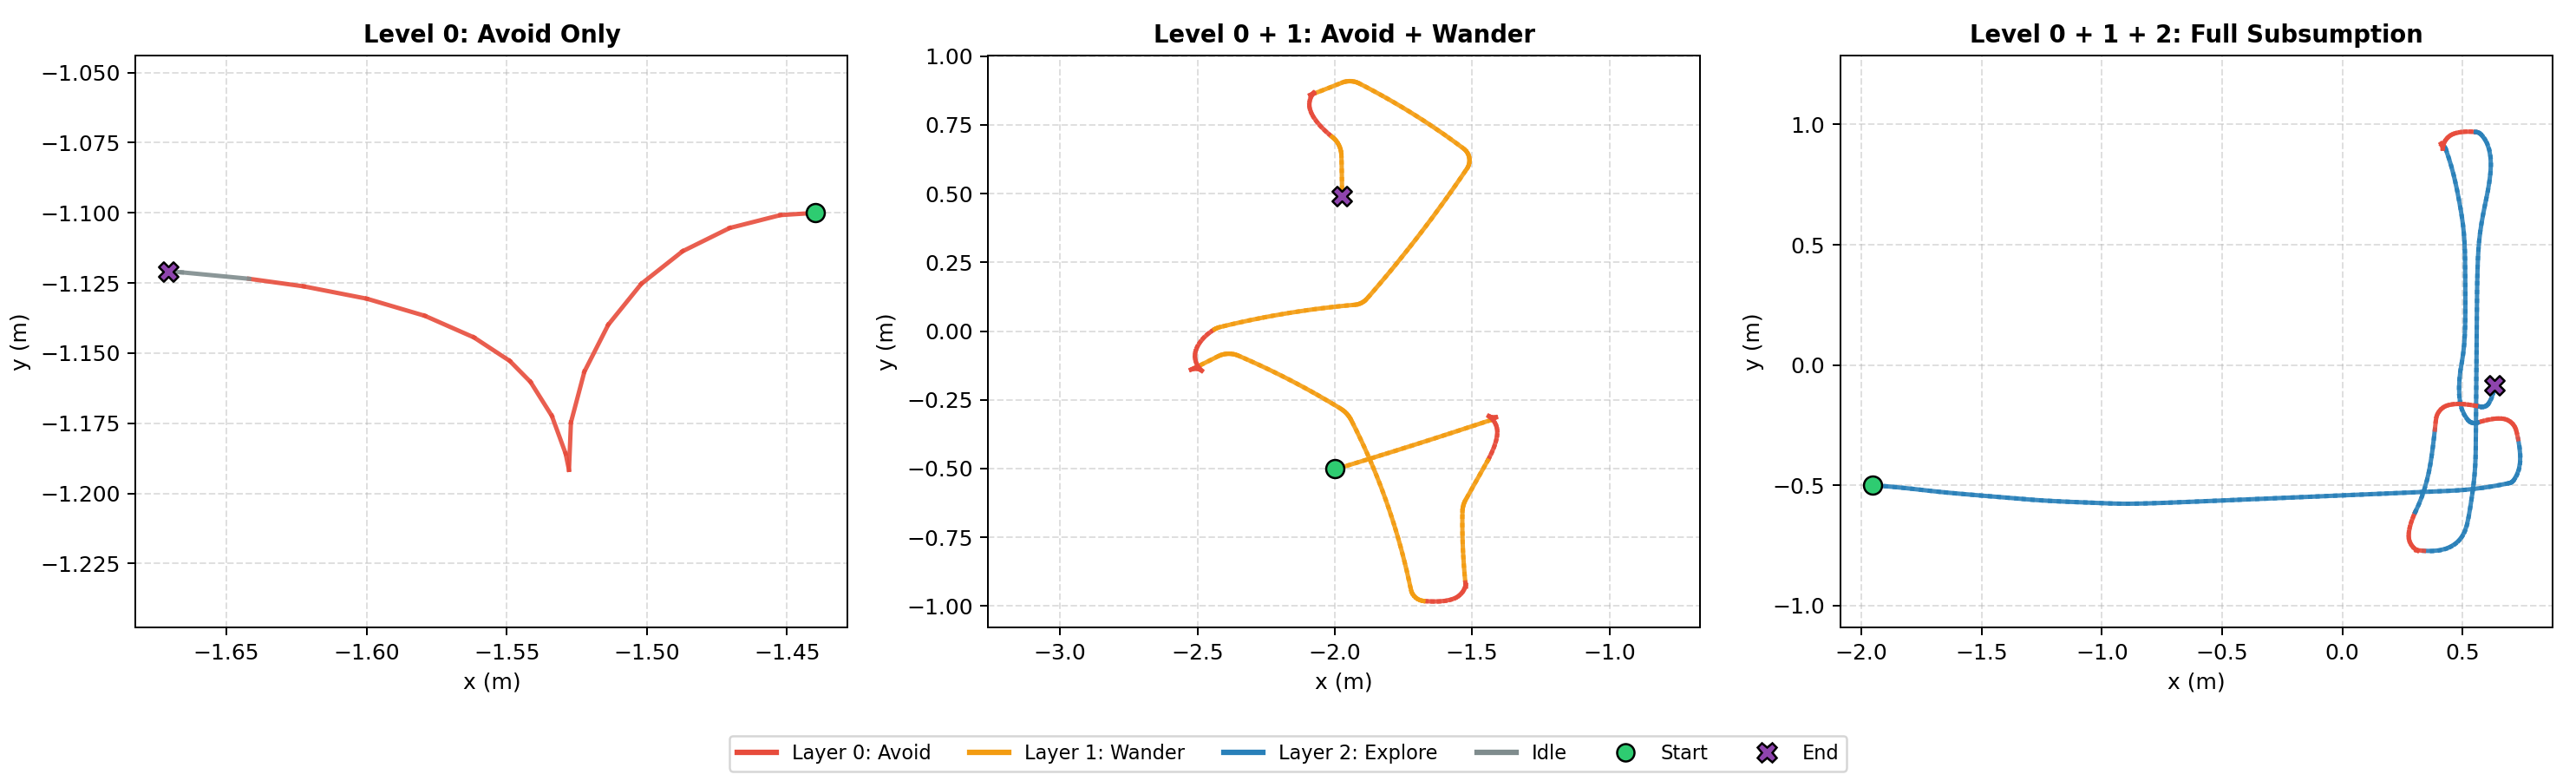 Level 0: Avoid Only
−1.050
−1.075
−1.100
−1.125
−1.150
−1.175
−1.200
−1.225
y (m)
−1.65
−1.60
−1.55
−1.50
−1.45
x (m)
Level 0 + 1: Avoid + Wander
1.00
0.75
0.50
0.25
0.00
−0.25
−0.50
−0.75
−1.00
y (m)
−3.0
−2.5
−2.0
−1.5
−1.0
x (m)
Level 0 + 1 + 2: Full Subsumption
1.0
0.5
0.0
−0.5
−1.0
y (m)
−2.0
−1.5
−1.0
−0.5
0.0
0.5
x (m)
Layer 0: Avoid
Layer 1: Wander
Layer 2: Explore
Idle
Start
End